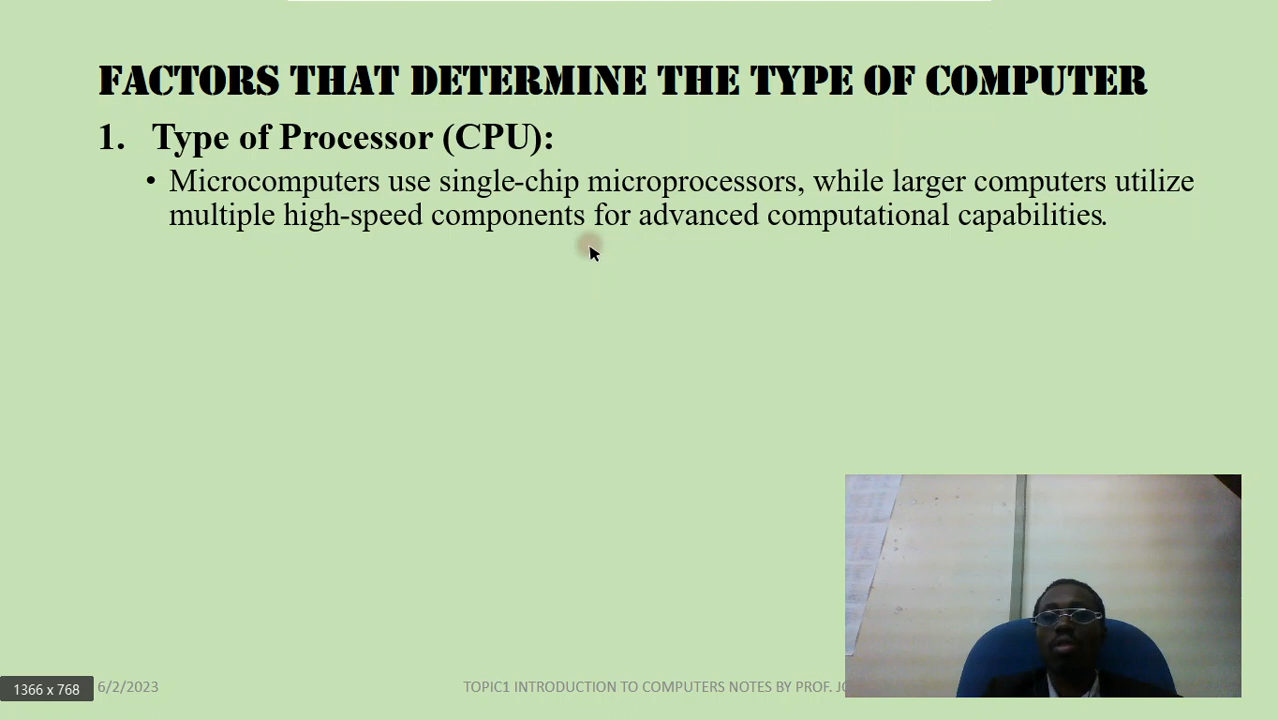 FACTORS THAT DETERMINE THE TYPE OF COMPUTER
1. Type of Processor (CPU):
• Microcomputers use single-chip microprocessors, while larger computers utilize
multiple high-speed components for advanced computational capabilities.
1366 x 768
6/2/2023
TOPIC1 INTRODUCTION TO COMPUTERS NOTES BY PROF.